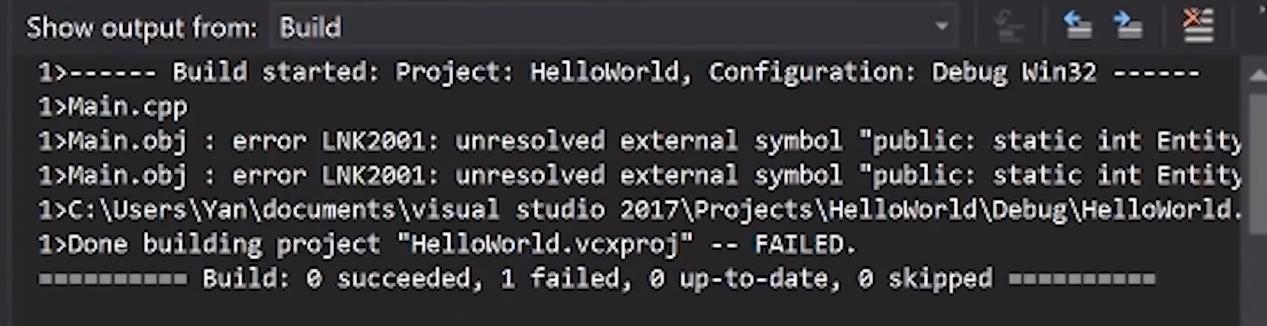 Show output from: Build
1>------ Build started: Project: HelloWorld, Configuration: Debug Win32 ------
1>Main.cpp
1>Main.obj : error LNK2001: unresolved external symbol "public: static int Entity
1>Main.obj : error LNK2001: unresolved external symbol "public: static int Entity
1>C:\Users\Yan\documents\visual studio 2017\Projects\HelloWorld\Debug\HelloWorld.
1>Done building project "HelloWorld.vcxproj" -- FAILED.
========== Build: 0 succeeded, 1 failed, 0 up-to-date, 0 skipped ==========